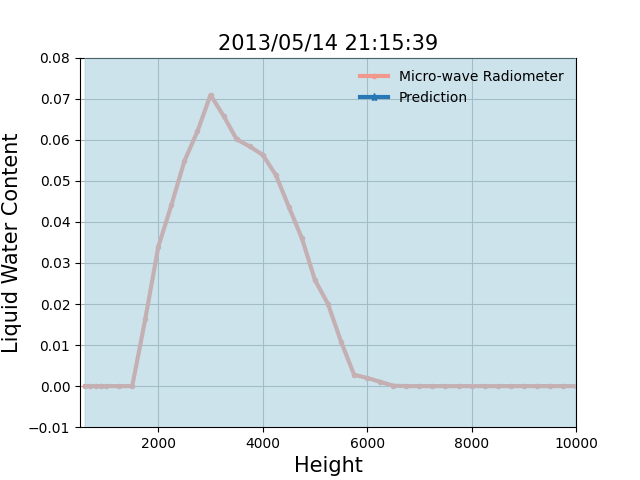 2013/05/14 21:15:39
Micro-wave Radiometer
Prediction
Liquid Water Content
0.08
0.07
0.06
0.05
0.04
0.03
0.02
0.01
0.00
−0.01
2000 4000 6000 8000 10000
Height